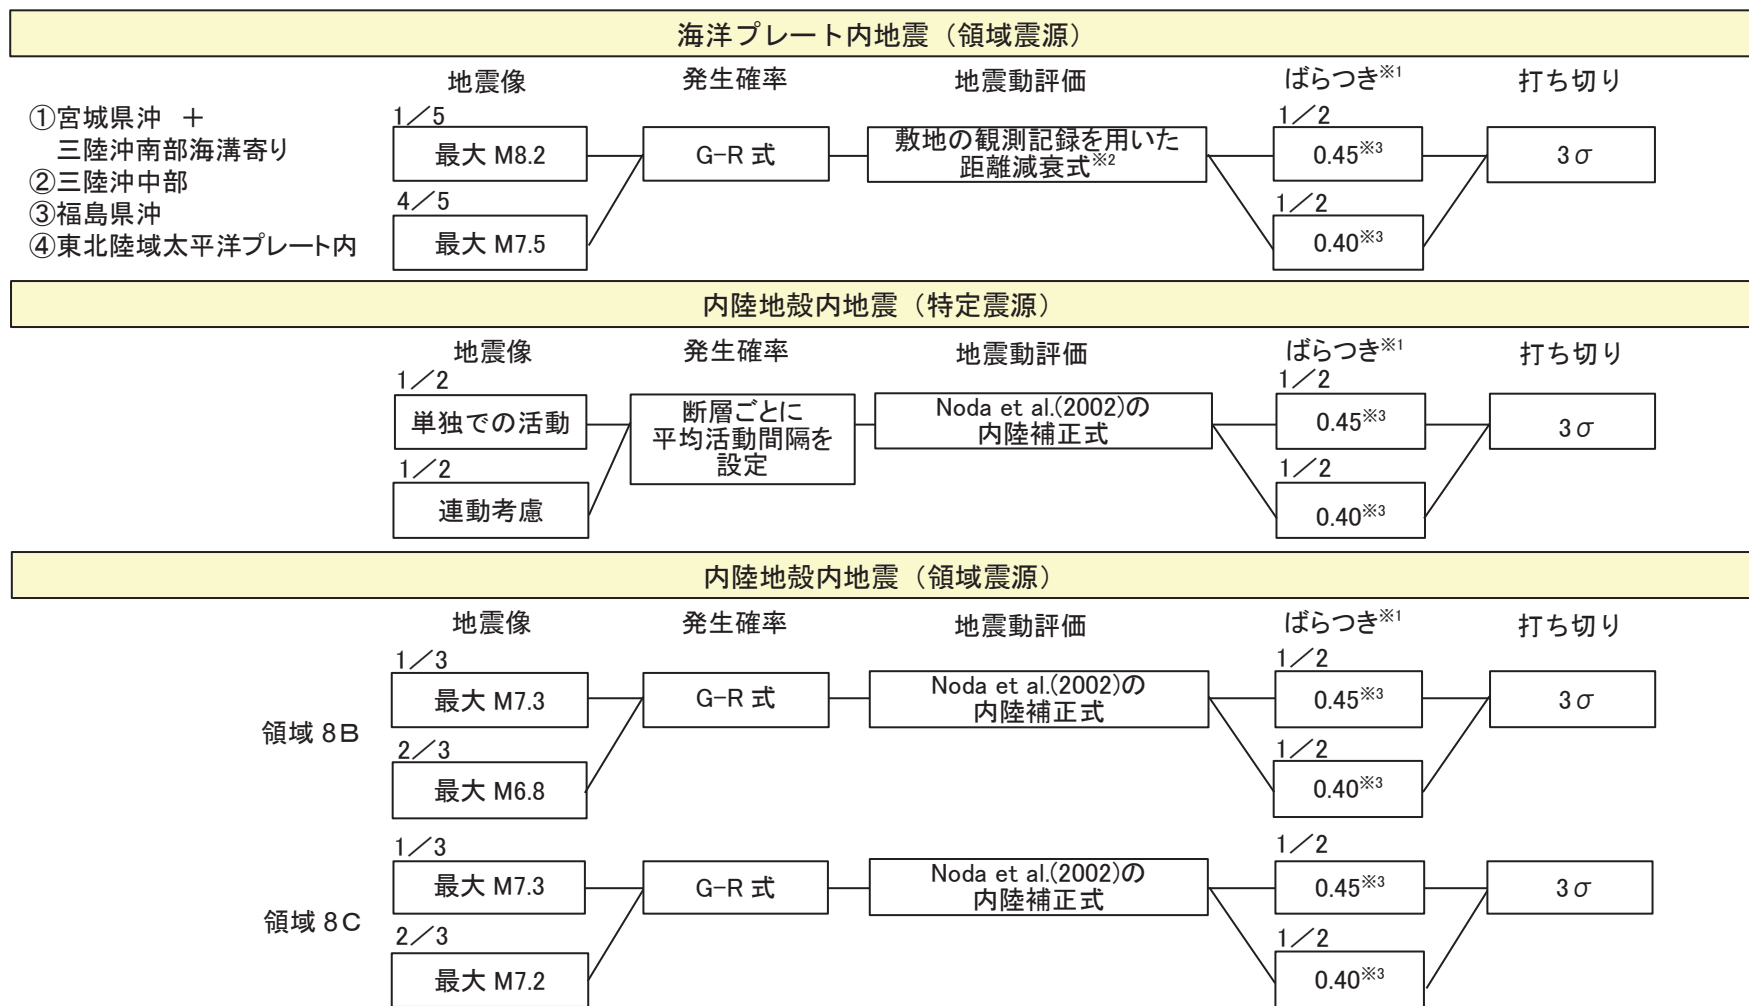 海洋プレート内地震（領域震源）
地震像 発生確率 地震動評価 ばらつき※1 打ち切り
①宮城県沖 ＋
三陸沖南部海溝寄り
②三陸沖中部
③福島県沖
④東北陸域太平洋プレート内
1／5
最大 M8.2
4／5
最大 M7.5
G-R 式
敷地の観測記録を用いた
距離減衰式※2
1／2
0.45※3
1／2
0.40※3
3σ
内陸地殻内地震（特定震源）
地震像 発生確率 地震動評価 ばらつき※1 打ち切り
1／2
単独での活動
1／2
連動考慮
断層ごとに
平均活動間隔を
設定
Noda et al.(2002)の
内陸補正式
1／2
0.45※3
1／2
0.40※3
3σ
内陸地殻内地震（領域震源）
地震像 発生確率 地震動評価 ばらつき※1 打ち切り
領域 8B
1／3
最大 M7.3
2／3
最大 M6.8
G-R 式
Noda et al.(2002)の
内陸補正式
1／2
0.45※3
1／2
0.40※3
3σ
領域 8C
1／3
最大 M7.3
2／3
最大 M7.2
G-R 式
Noda et al.(2002)の
内陸補正式
1／2
0.45※3
1／2
0.40※3
3σ